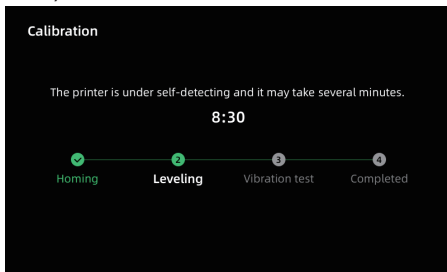 Calibration
The printer is under self-detecting and it may take several minutes.
8:30
2 3 4
Homing Leveling Vibration test Completed